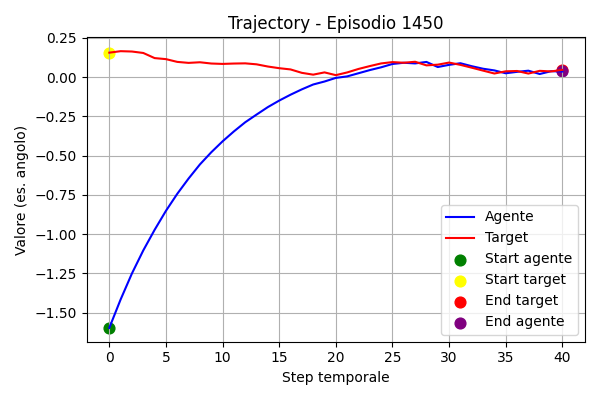 Trajectory - Episodio 1450
Valore (es. angolo)
0.25
0.00
−0.25
−0.50
−0.75
−1.00
−1.25
−1.50
0 5 10 15 20 25 30 35 40
Step temporale
Agente
Target
Start agente
Start target
End target
End agente